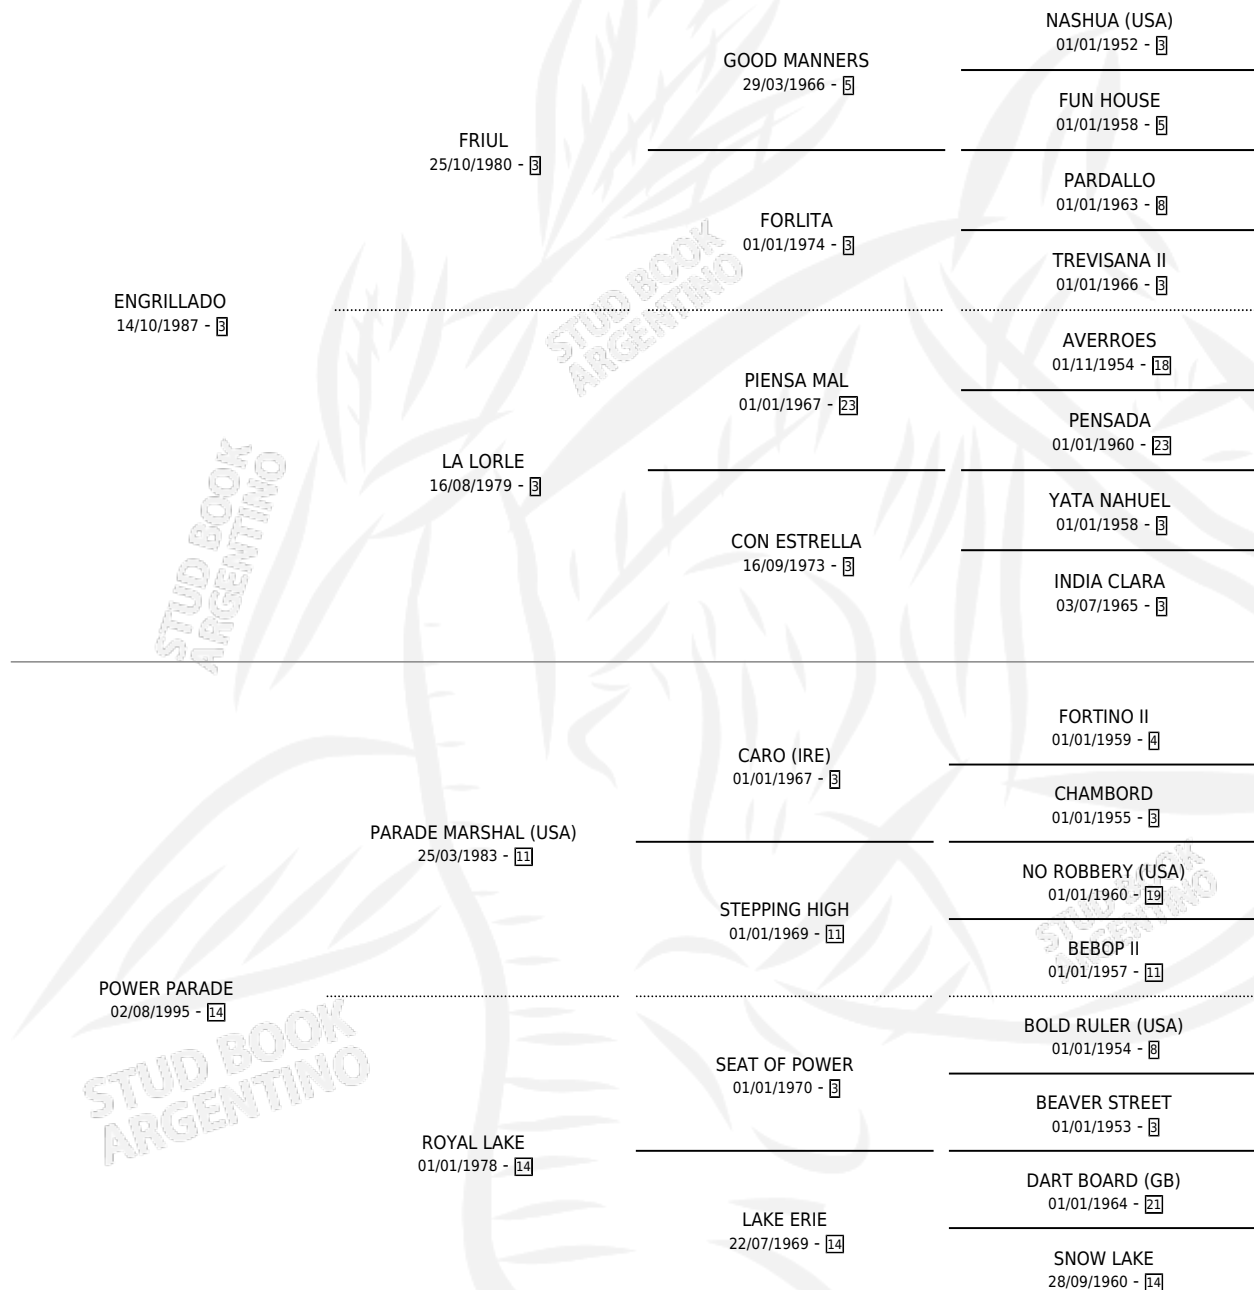 NASHUA (USA)
01/01/1952 - 3
GOOD MANNERS
29/03/1966 - 5
FUN HOUSE
01/01/1958 - 5
FRIUL
25/10/1980 - 3
PARDALLO
01/01/1963 - 8
FORLITA
01/01/1974 - 3
TREVISANA II
01/01/1966 - 3
ENGRILLADO
14/10/1987 - 3
STUD BOOK
ARGENTINO
AVERROES
01/11/1954 - 18
PIENSA MAL
01/01/1967 - 23
PENSADA
01/01/1960 - 23
LA LORLE
16/08/1979 - 3
YATA NAHUEL
01/01/1958 - 3
CON ESTRELLA
16/09/1973 - 3
INDIA CLARA
03/07/1965 - 3
STUD BOOK
ARGENTINO
FORTINO II
01/01/1959 - 4
CARO (IRE)
01/01/1967 - 3
CHAMBORD
01/01/1955 - 3
PARADE MARSHAL (USA)
25/03/1983 - 11
NO ROBBERY (USA)
01/01/1960 - 19
STEPPING HIGH
01/01/1969 - 11
BEBOP II
01/01/1957 - 11
STUD BOOK
ARGENTINO
POWER PARADE
02/08/1995 - 14
STUD BOOK
ARGENTINO
BOLD RULER (USA)
01/01/1954 - 8
SEAT OF POWER
01/01/1970 - 3
BEAVER STREET
01/01/1953 - 3
ROYAL LAKE
01/01/1978 - 14
DART BOARD (GB)
01/01/1964 - 21
LAKE ERIE
22/07/1969 - 14
SNOW LAKE
28/09/1960 - 14